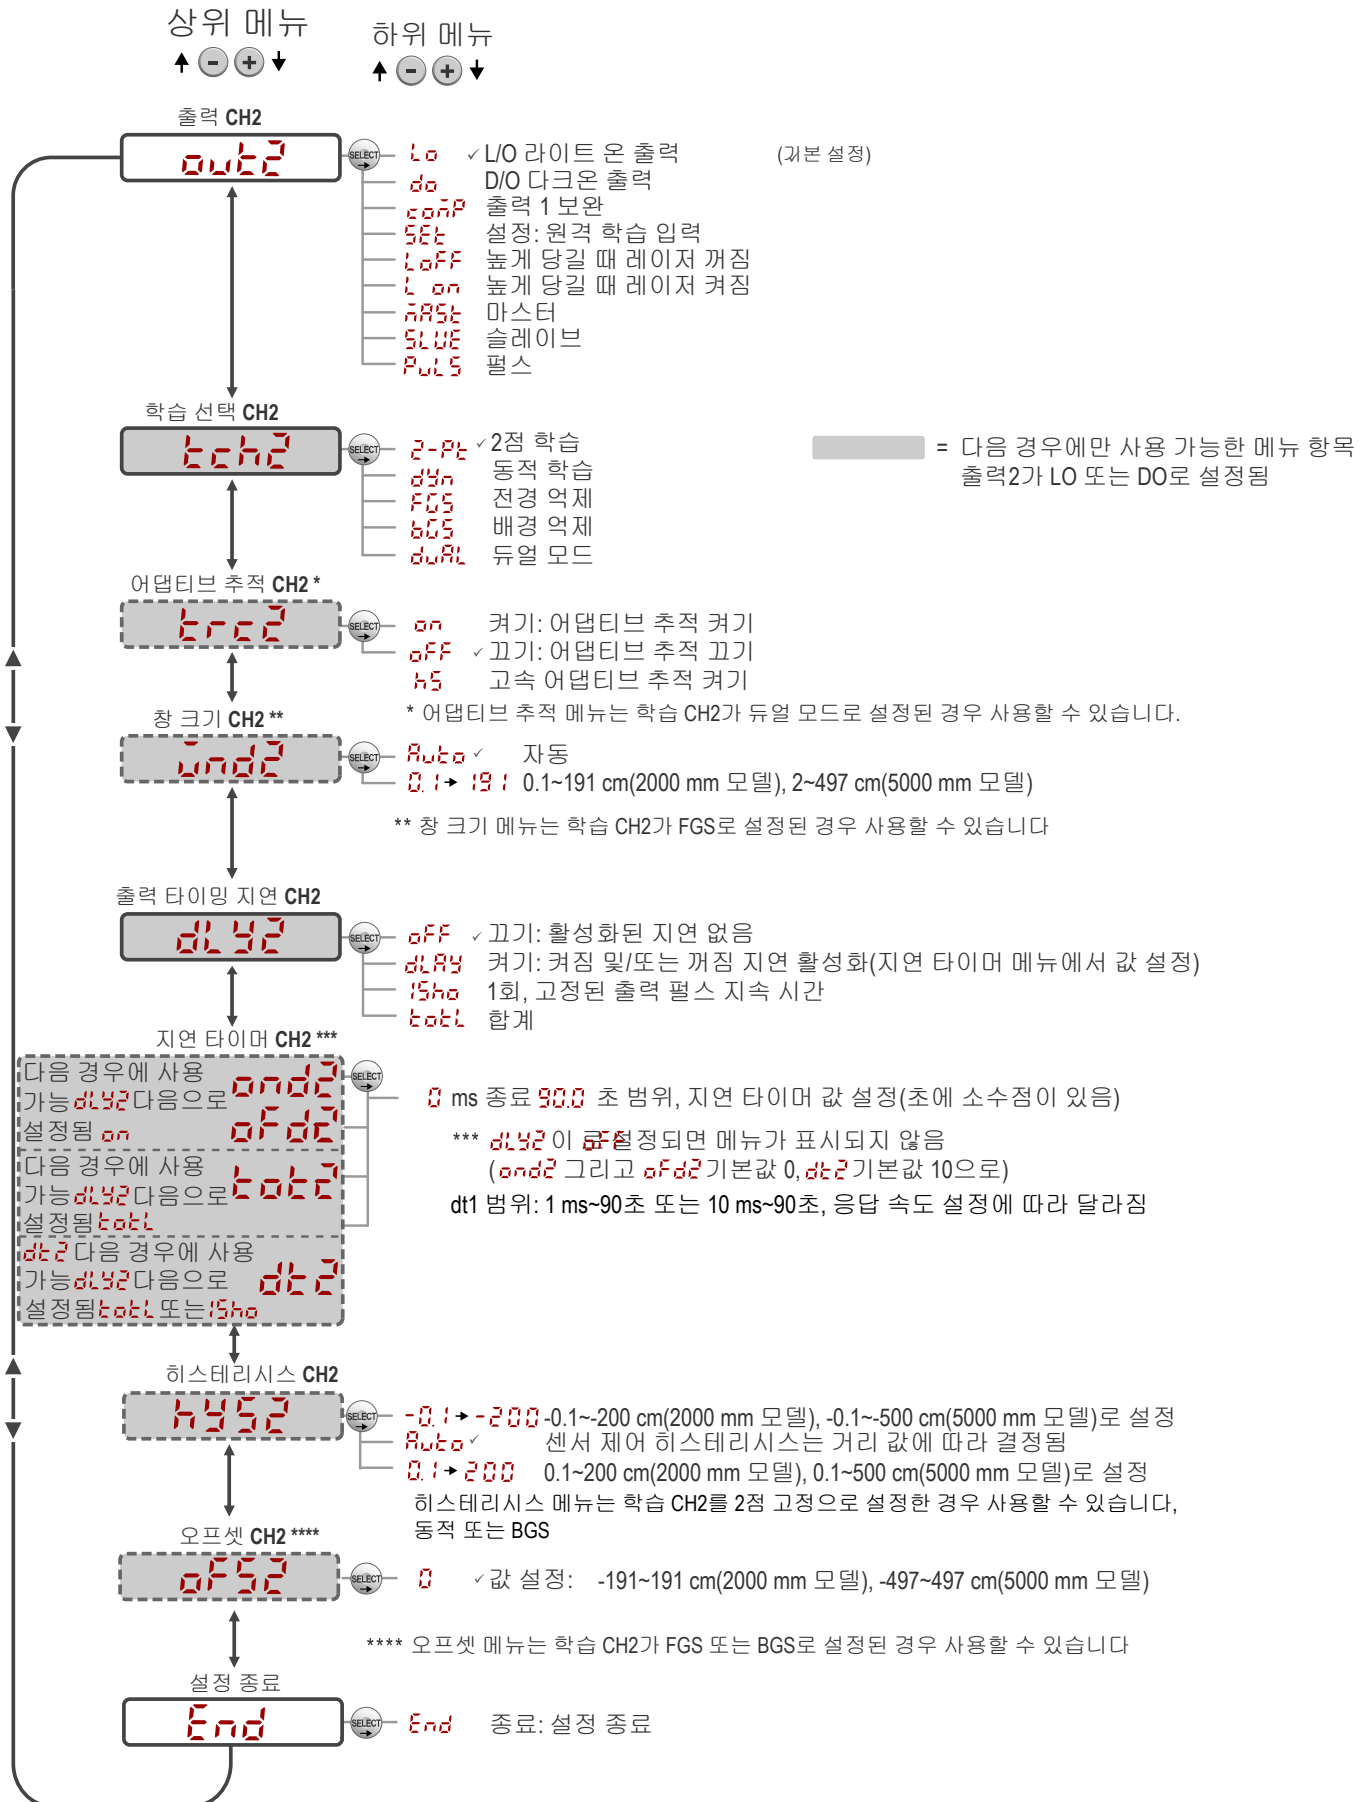 상위 메뉴
- +
하위 메뉴
- +
출력 CH2
out2
SELECT
Lo ✓ L/O 라이트 온 출력 (기본 설정)
do D/O 다크온 출력
comP 출력 1 보완
SEt 설정: 원격 학습 입력
LoFF 높게 당길 때 레이저 꺼짐
L on 높게 당길 때 레이저 켜짐
mASt 마스터
SLVE 슬레이브
PuLS 펄스
학습 선택 CH2
tch2
SELECT
2-Pt ✓ 2점 학습
dYn 동적 학습
FGS 전경 억제
bGS 배경 억제
duAL 듀얼 모드
= 다음 경우에만 사용 가능한 메뉴 항목
출력2가 LO 또는 DO로 설정됨
어댑티브 추적 CH2 *
trc2
SELECT
on 켜기: 어댑티브 추적 켜기
oFF ✓ 끄기: 어댑티브 추적 끄기
hS 고속 어댑티브 추적 켜기
* 어댑티브 추적 메뉴는 학습 CH2가 듀얼 모드로 설정된 경우 사용할 수 있습니다.
창 크기 CH2 **
wnd2
SELECT
Auto ✓ 자동
0.1 → 191 0.1~191 cm(2000 mm 모델), 2~497 cm(5000 mm 모델)
** 창 크기 메뉴는 학습 CH2가 FGS로 설정된 경우 사용할 수 있습니다
출력 타이밍 지연 CH2
dLY2
SELECT
oFF ✓ 끄기: 활성화된 지연 없음
dLAY 켜기: 켜짐 및/또는 꺼짐 지연 활성화(지연 타이머 메뉴에서 값 설정)
1Sho 1회, 고정된 출력 펄스 지속 시간
totL 합계
지연 타이머 CH2 ***
다음 경우에 사용
가능 dLY2 다음으로
설정됨 on
ond2
oFd2
SELECT
다음 경우에 사용
가능 dLY2 다음으로
설정됨 totL
tot2
dt2 다음 경우에 사용
가능 dLY2 다음으로
설정됨 totL 또는 1Sho
dt2
0 ms 종료 90.0 초 범위, 지연 타이머 값 설정(초에 소수점이 있음)
*** dLY2 이 oFF로 설정되면 메뉴가 표시되지 않음
(ond2 그리고 oFd2 기본값 0, dt2 기본값 10으로)
dt1 범위: 1 ms~90초 또는 10 ms~90초, 응답 속도 설정에 따라 달라짐
히스테리시스 CH2
hYS2
SELECT
-0.1 → -200 -0.1~-200 cm(2000 mm 모델), -0.1~-500 cm(5000 mm 모델)로 설정
Auto ✓ 센서 제어 히스테리시스는 거리 값에 따라 결정됨
0.1 → 200 0.1~200 cm(2000 mm 모델), 0.1~500 cm(5000 mm 모델)로 설정
히스테리시스 메뉴는 학습 CH2를 2점 고정으로 설정한 경우 사용할 수 있습니다,
동적 또는 BGS
오프셋 CH2 ****
oFS2
SELECT
0 ✓ 값 설정: -191~191 cm(2000 mm 모델), -497~497 cm(5000 mm 모델)
**** 오프셋 메뉴는 학습 CH2가 FGS 또는 BGS로 설정된 경우 사용할 수 있습니다
설정 종료
End
SELECT
End 종료: 설정 종료